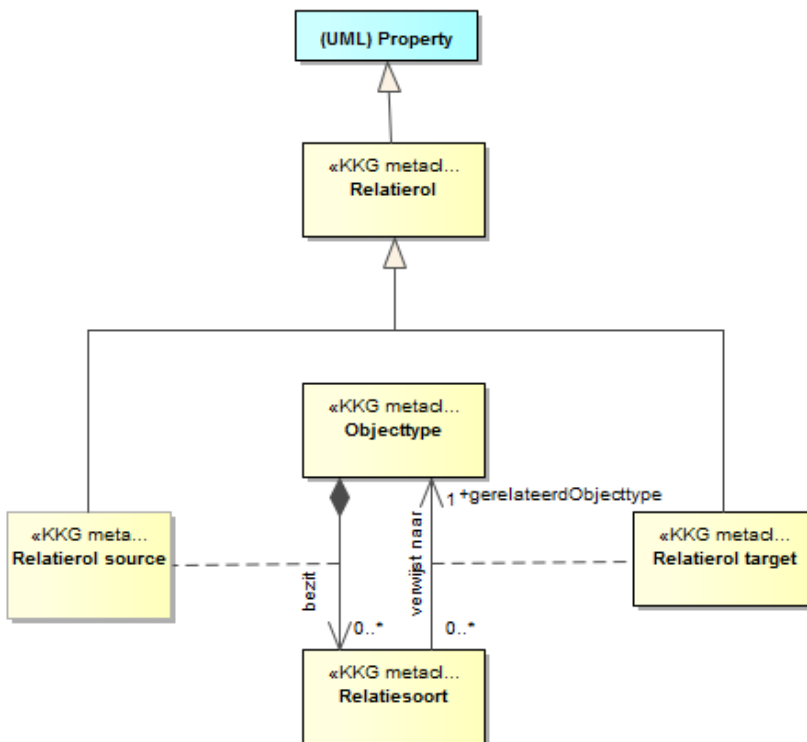 (UML) Property
«KKG metacl...
Relatierol
«KKG metacl...
Objecttype
1 +gerelateerdObjecttype
«KKG meta...
Relatierol source
«KKG metacl...
Relatierol target
bezit
verwijst naar
0..*
0..*
«KKG metacl...
Relatiesoort